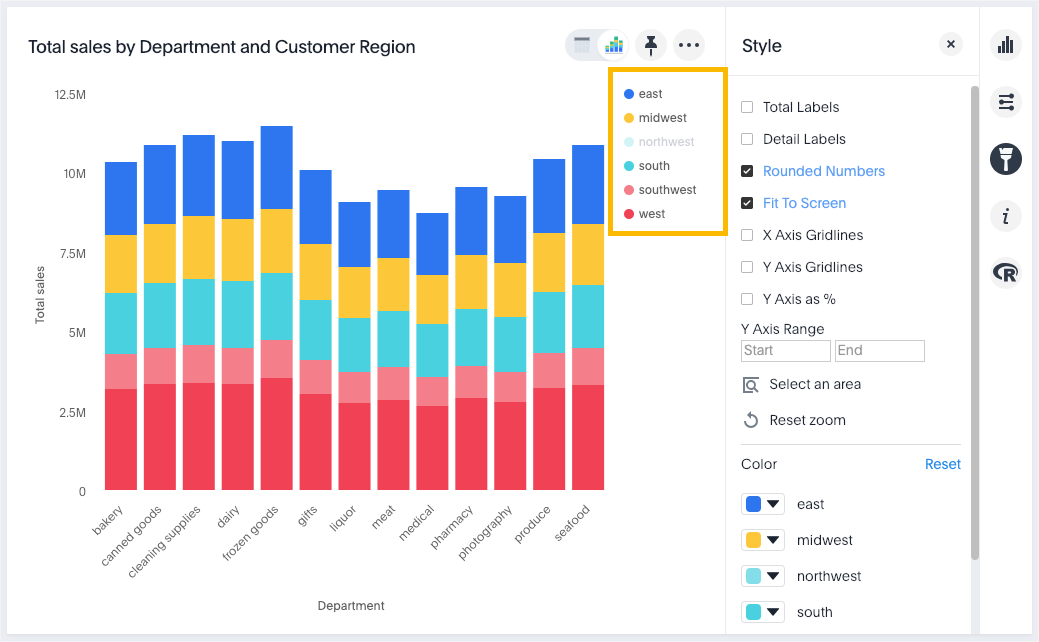 Total sales by Department and Customer Region
12.5M
10M
7.5M
5M
2.5M
0
Total sales
bakery
canned goods
cleaning supplies
dairy
frozen goods
gifts
liquor
meat
medical
pharmacy
photography
produce
seafood
Department
east
midwest
northwest
south
southwest
west
Style
Total Labels
Detail Labels
Rounded Numbers
Fit To Screen
X Axis Gridlines
Y Axis Gridlines
Y Axis as %
Y Axis Range
Start End
Select an area
Reset zoom
Color Reset
east
midwest
northwest
south
i
R